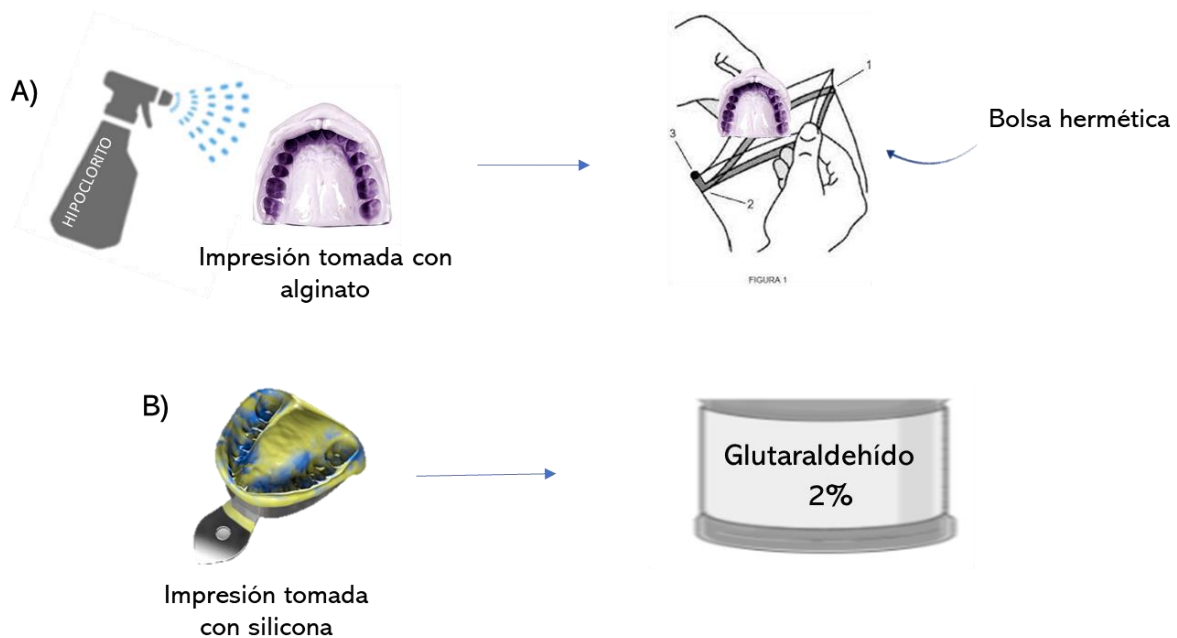 A)
HIPOCLORITO
Impresión tomada con
alginato
1
3
2
FIGURA 1
Bolsa hermética
B)
Impresión tomada
con silicona
Glutaraldehído
2%